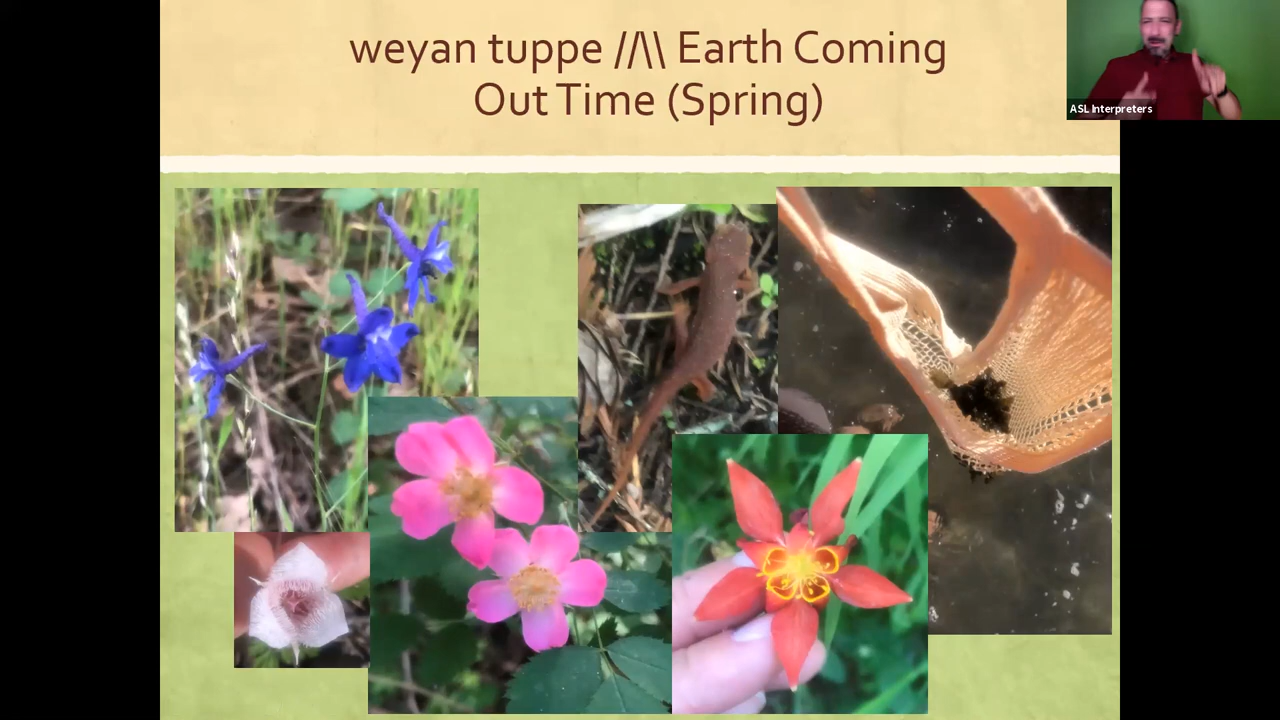 weyan tuppe //\\ Earth Coming
Out Time (Spring)
ASL Interpreters